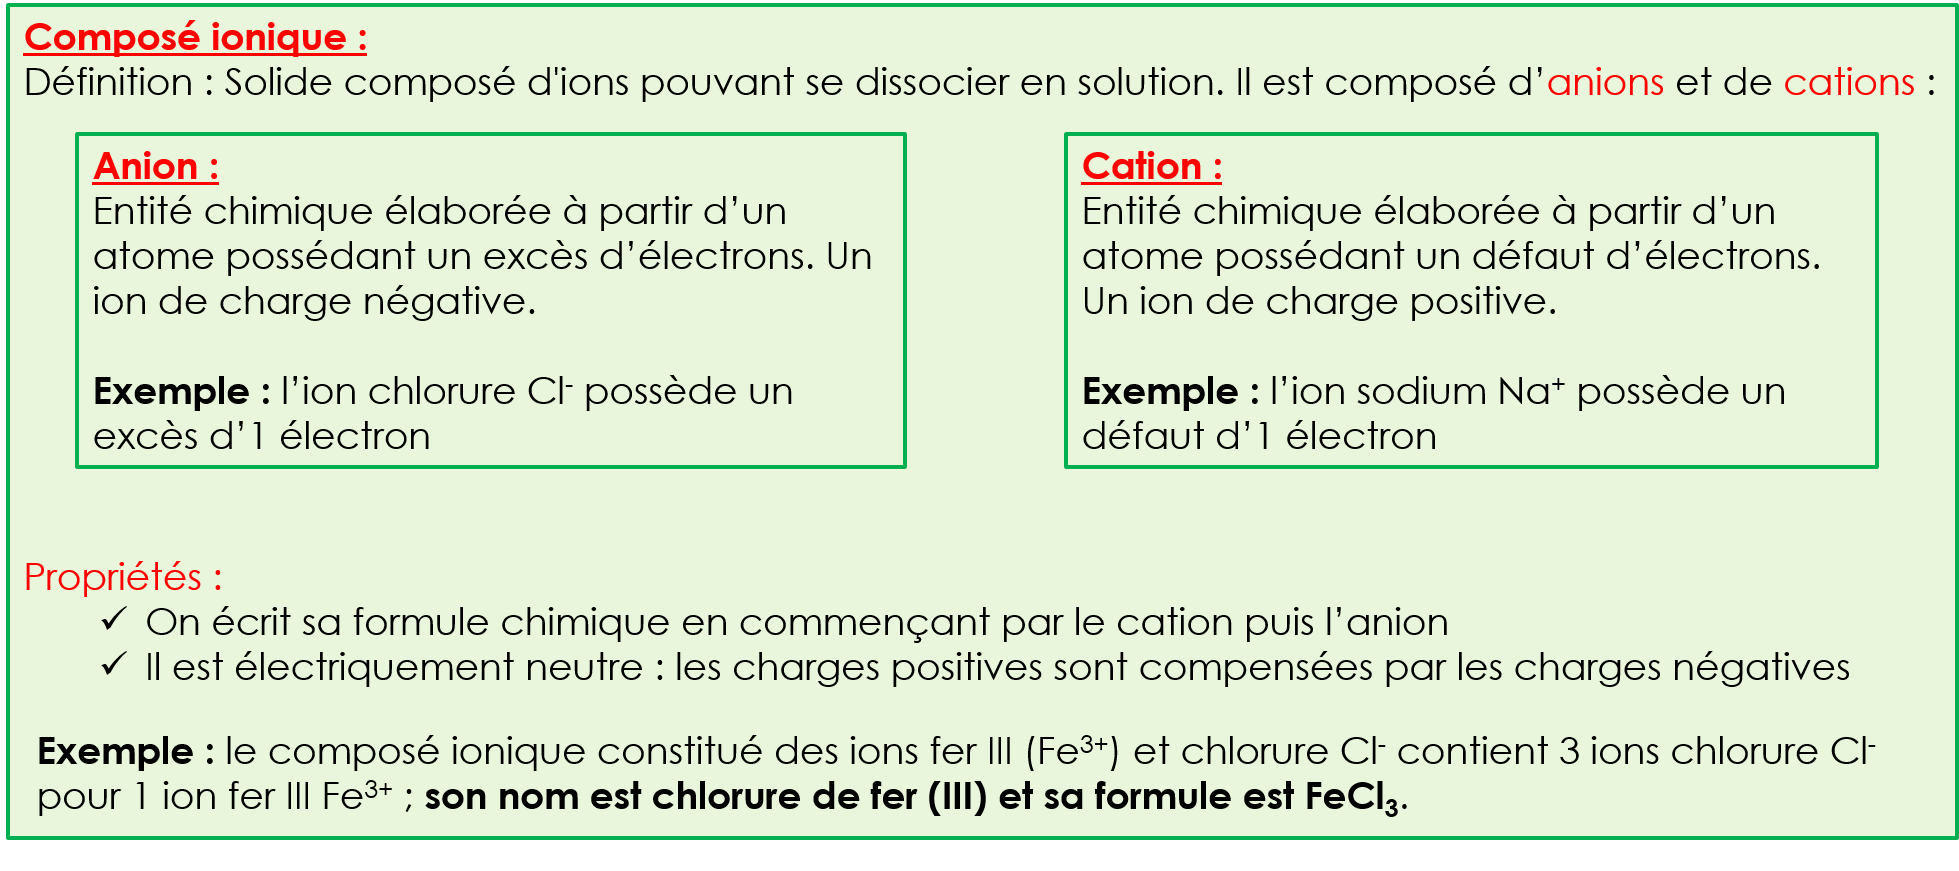 Composé ionique :
Définition : Solide composé d'ions pouvant se dissocier en solution. Il est composé d’anions et de cations :
Anion :
Entité chimique élaborée à partir d’un
atome possédant un excès d’électrons. Un
ion de charge négative.
Exemple : l’ion chlorure Cl⁻ possède un
excès d’1 électron
Cation :
Entité chimique élaborée à partir d’un
atome possédant un défaut d’électrons.
Un ion de charge positive.
Exemple : l’ion sodium Na⁺ possède un
défaut d’1 électron
Propriétés :
✓ On écrit sa formule chimique en commençant par le cation puis l’anion
✓ Il est électriquement neutre : les charges positives sont compensées par les charges négatives
Exemple : le composé ionique constitué des ions fer III (Fe³⁺) et chlorure Cl⁻ contient 3 ions chlorure Cl⁻
pour 1 ion fer III Fe³⁺ ; son nom est chlorure de fer (III) et sa formule est FeCl₃.